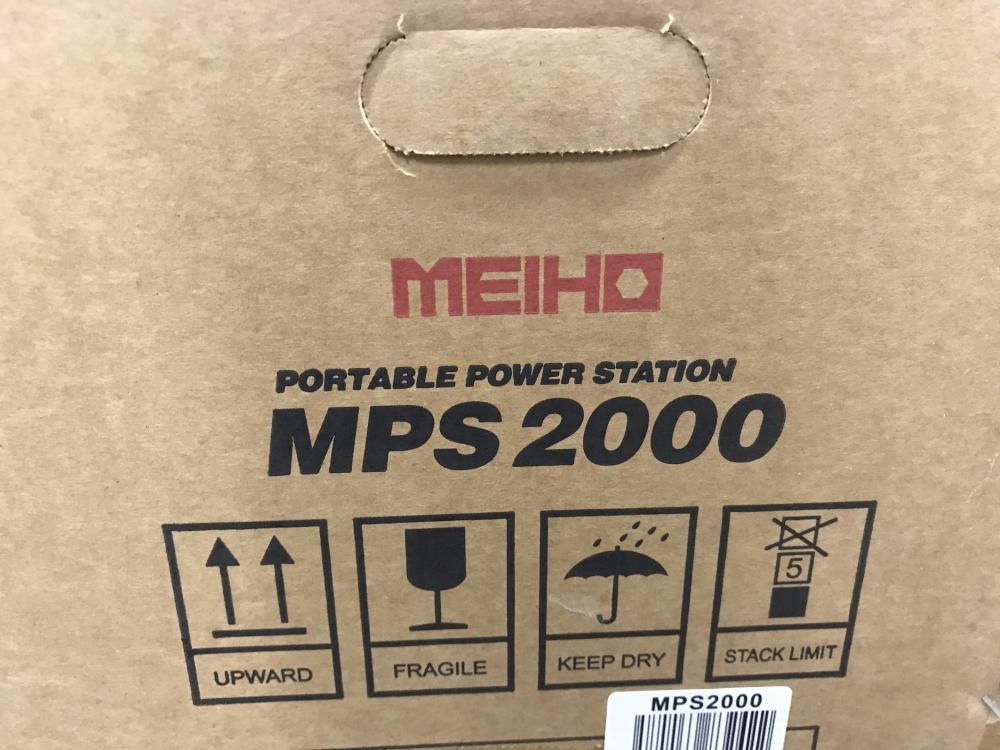 MEIHO
PORTABLE POWER STATION
MPS 2000
5
UPWARD
FRAGILE
KEEP DRY
STACK LIMIT
MPS2000